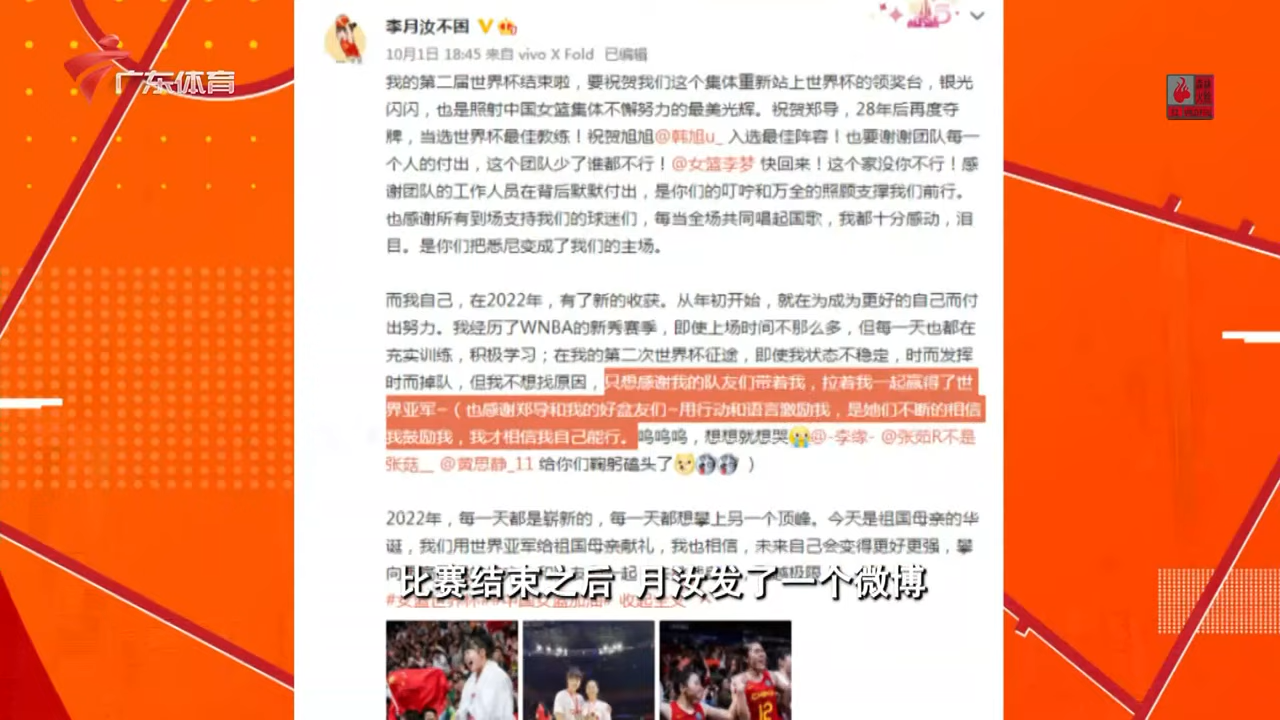 李月汝不困
10月1日 18:45 来自 vivo X Fold 已编辑
广东体育
我的第二届世界杯结束啦，要祝贺我们这个集体重新站上世界杯的领奖台，银光
闪闪，也是照射中国女篮集体不懈努力的最美光辉。祝贺郑导，28年后再度夺
牌，当选世界杯最佳教练！祝贺旭旭@韩旭u_ 入选最佳阵容！也要谢谢团队每一
个人的付出，这个团队少了谁都不行！@女篮李梦 快回来！这个家没你不行！感
谢团队的工作人员在背后默默付出，是你们的叮咛和万全的照顾支撑我们前行。
也感谢所有到场支持我们的球迷们，每当全场共同唱起国歌，我都十分感动，泪
目。是你们把悉尼变成了我们的主场。
而我自己，在2022年，有了新的收获。从年初开始，就在为成为更好的自己而付
出努力。我经历了WNBA的新秀赛季，即使上场时间不那么多，但每一天也都在
充实训练，积极学习；在我的第二次世界杯征途，即使我状态不稳定，时而发挥
时而掉队，但我不想找原因，只想感谢我的队友们带着我，拉着我一起赢得了世
界亚军~（也感谢郑导和我的好盆友们~用行动和语言激励我，是她们不断的相信
我鼓励我，我才相信我自己能行。呜呜呜，想想就想哭@-李缘- @张茹R不是
张菇__ @黄思静_11 给你们鞠躬磕头了）
2022年，每一天都是崭新的，每一天都想攀上另一个顶峰。今天是祖国母亲的华
诞，我们用世界亚军给祖国母亲献礼，我也相信，未来自己会变得更好更强，攀
比赛结束之后 月汝发了一个微博
12